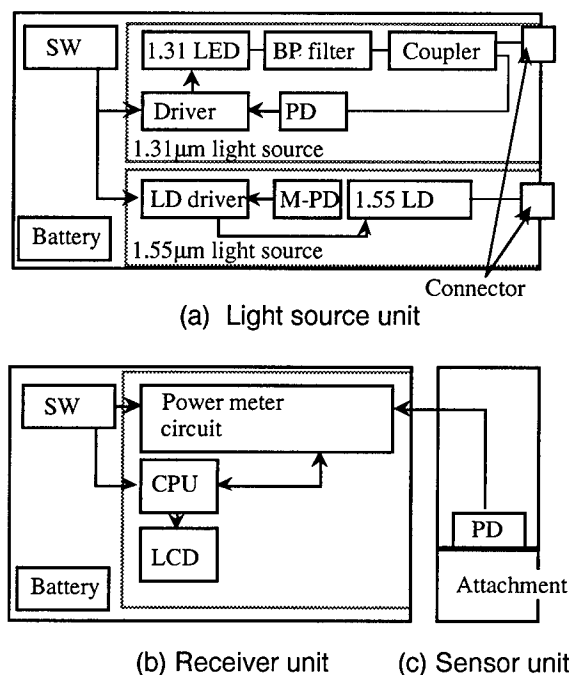 SW
1.31 LED
BP filter
Coupler
Driver
PD
1.31µm light source
LD driver
M-PD
1.55 LD
Battery
1.55µm light source
Connector
(a) Light source unit
SW
Power meter
circuit
CPU
LCD
PD
Battery
Attachment
(b) Receiver unit
(c) Sensor unit